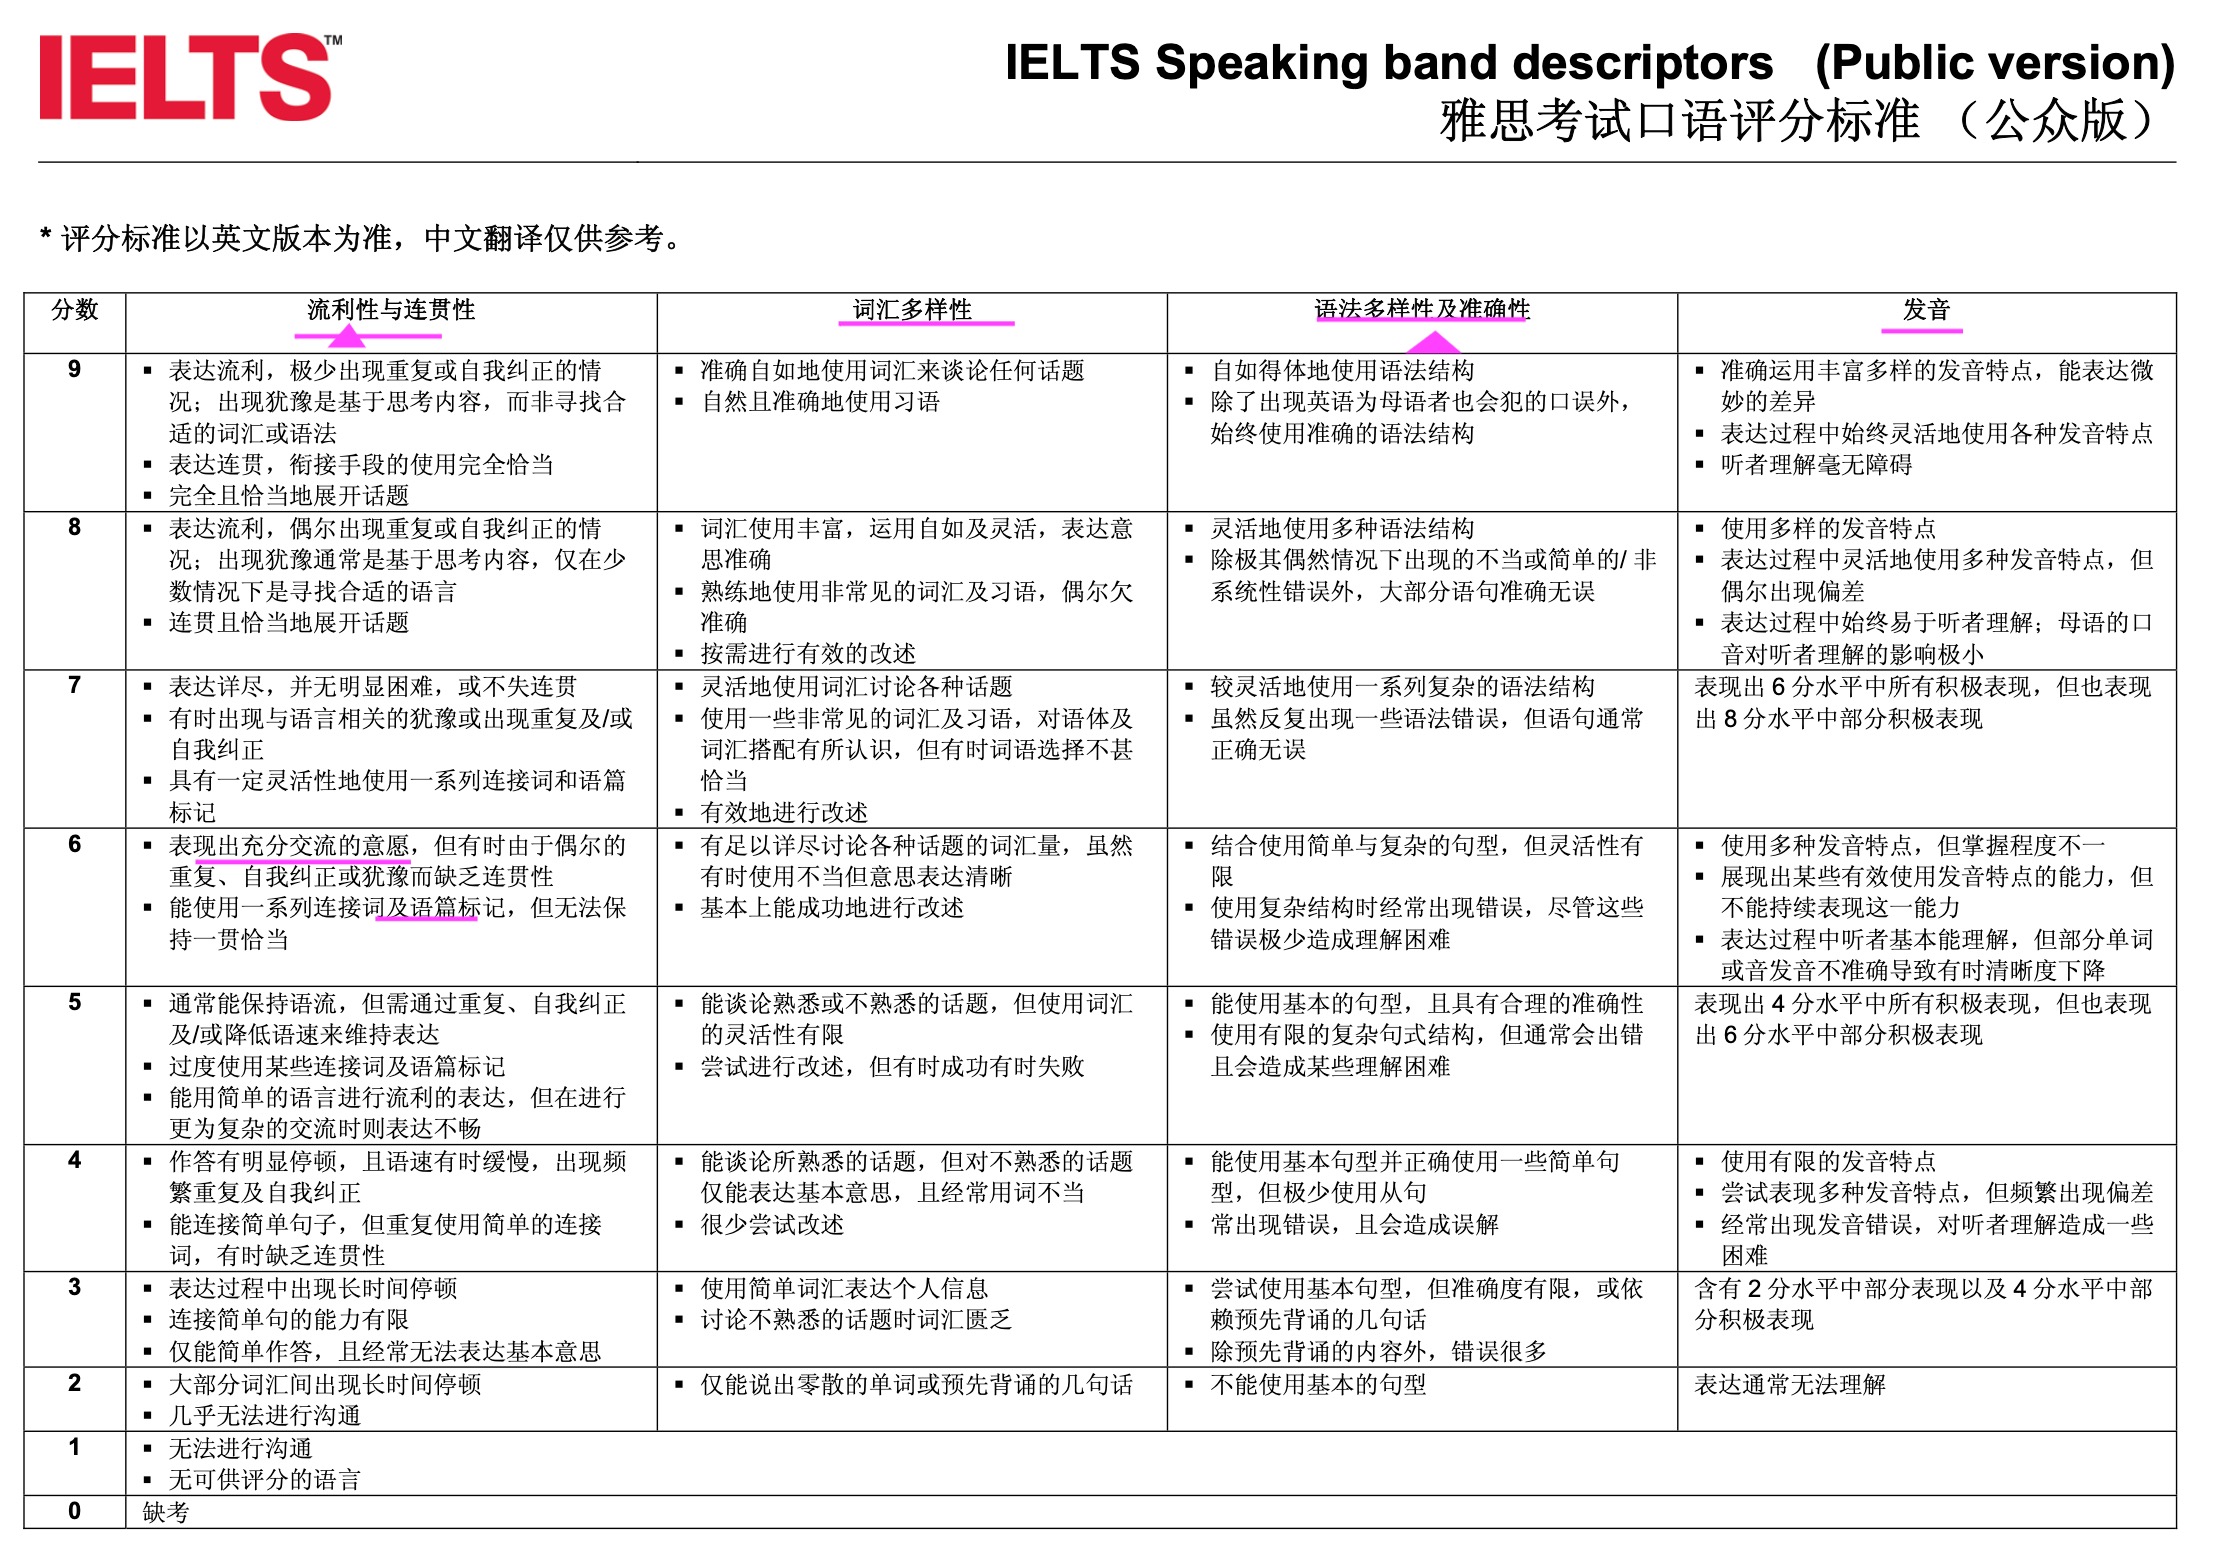 IELTS™
IELTS Speaking band descriptors (Public version)
雅思考试口语评分标准 （公众版）
* 评分标准以英文版本为准，中文翻译仅供参考。
分数 流利性与连贯性 词汇多样性 语法多样性及准确性 发音
9
▪ 表达流利，极少出现重复或自我纠正的情
况；出现犹豫是基于思考内容，而非寻找合
适的词汇或语法
▪ 表达连贯，衔接手段的使用完全恰当
▪ 完全且恰当地展开话题
▪ 准确自如地使用词汇来谈论任何话题
▪ 自然且准确地使用习语
▪ 自如得体地使用语法结构
▪ 除了出现英语为母语者也会犯的口误外，
始终使用准确的语法结构
▪ 准确运用丰富多样的发音特点，能表达微
妙的差异
▪ 表达过程中始终灵活地使用各种发音特点
▪ 听者理解毫无障碍
8
▪ 表达流利，偶尔出现重复或自我纠正的情
况；出现犹豫通常是基于思考内容，仅在少
数情况下是寻找合适的语言
▪ 连贯且恰当地展开话题
▪ 词汇使用丰富，运用自如及灵活，表达意
思准确
▪ 熟练地使用非常见的词汇及习语，偶尔欠
准确
▪ 按需进行有效的改述
▪ 灵活地使用多种语法结构
▪ 除极其偶然情况下出现的不当或简单的/ 非
系统性错误外，大部分语句准确无误
▪ 使用多样的发音特点
▪ 表达过程中灵活地使用多种发音特点，但
偶尔出现偏差
▪ 表达过程中始终易于听者理解；母语的口
音对听者理解的影响极小
7
▪ 表达详尽，并无明显困难，或不失连贯
▪ 有时出现与语言相关的犹豫或出现重复及/或
自我纠正
▪ 具有一定灵活性地使用一系列连接词和语篇
标记
▪ 灵活地使用词汇讨论各种话题
▪ 使用一些非常见的词汇及习语，对语体及
词汇搭配有所认识，但有时词语选择不甚
恰当
▪ 有效地进行改述
▪ 较灵活地使用一系列复杂的语法结构
▪ 虽然反复出现一些语法错误，但语句通常
正确无误
表现出 6 分水平中所有积极表现，但也表现
出 8 分水平中部分积极表现
6
▪ 表现出充分交流的意愿，但有时由于偶尔的
重复、自我纠正或犹豫而缺乏连贯性
▪ 能使用一系列连接词及语篇标记，但无法保
持一贯恰当
▪ 有足以详尽讨论各种话题的词汇量，虽然
有时使用不当但意思表达清晰
▪ 基本上能成功地进行改述
▪ 结合使用简单与复杂的句型，但灵活性有
限
▪ 使用复杂结构时经常出现错误，尽管这些
错误极少造成理解困难
▪ 使用多种发音特点，但掌握程度不一
▪ 展现出某些有效使用发音特点的能力，但
不能持续表现这一能力
▪ 表达过程中听者基本能理解，但部分单词
或音发音不准确导致有时清晰度下降
5
▪ 通常能保持语流，但需通过重复、自我纠正
及/或降低语速来维持表达
▪ 过度使用某些连接词及语篇标记
▪ 能用简单的语言进行流利的表达，但在进行
更为复杂的交流时则表达不畅
▪ 能谈论熟悉或不熟悉的话题，但使用词汇
的灵活性有限
▪ 尝试进行改述，但有时成功有时失败
▪ 能使用基本的句型，且具有合理的准确性
▪ 使用有限的复杂句式结构，但通常会出错
且会造成某些理解困难
表现出 4 分水平中所有积极表现，但也表现
出 6 分水平中部分积极表现
4
▪ 作答有明显停顿，且语速有时缓慢，出现频
繁重复及自我纠正
▪ 能连接简单句子，但重复使用简单的连接
词，有时缺乏连贯性
▪ 能谈论所熟悉的话题，但对不熟悉的话题
仅能表达基本意思，且经常用词不当
▪ 很少尝试改述
▪ 能使用基本句型并正确使用一些简单句
型，但极少使用从句
▪ 常出现错误，且会造成误解
▪ 使用有限的发音特点
▪ 尝试表现多种发音特点，但频繁出现偏差
▪ 经常出现发音错误，对听者理解造成一些
困难
3
▪ 表达过程中出现长时间停顿
▪ 连接简单句的能力有限
▪ 仅能简单作答，且经常无法表达基本意思
▪ 使用简单词汇表达个人信息
▪ 讨论不熟悉的话题时词汇匮乏
▪ 尝试使用基本句型，但准确度有限，或依
赖预先背诵的几句话
▪ 除预先背诵的内容外，错误很多
含有 2 分水平中部分表现以及 4 分水平中部
分积极表现
2
▪ 大部分词汇间出现长时间停顿
▪ 几乎无法进行沟通
▪ 仅能说出零散的单词或预先背诵的几句话
▪ 不能使用基本的句型
表达通常无法理解
1
▪ 无法进行沟通
▪ 无可供评分的语言
0
缺考